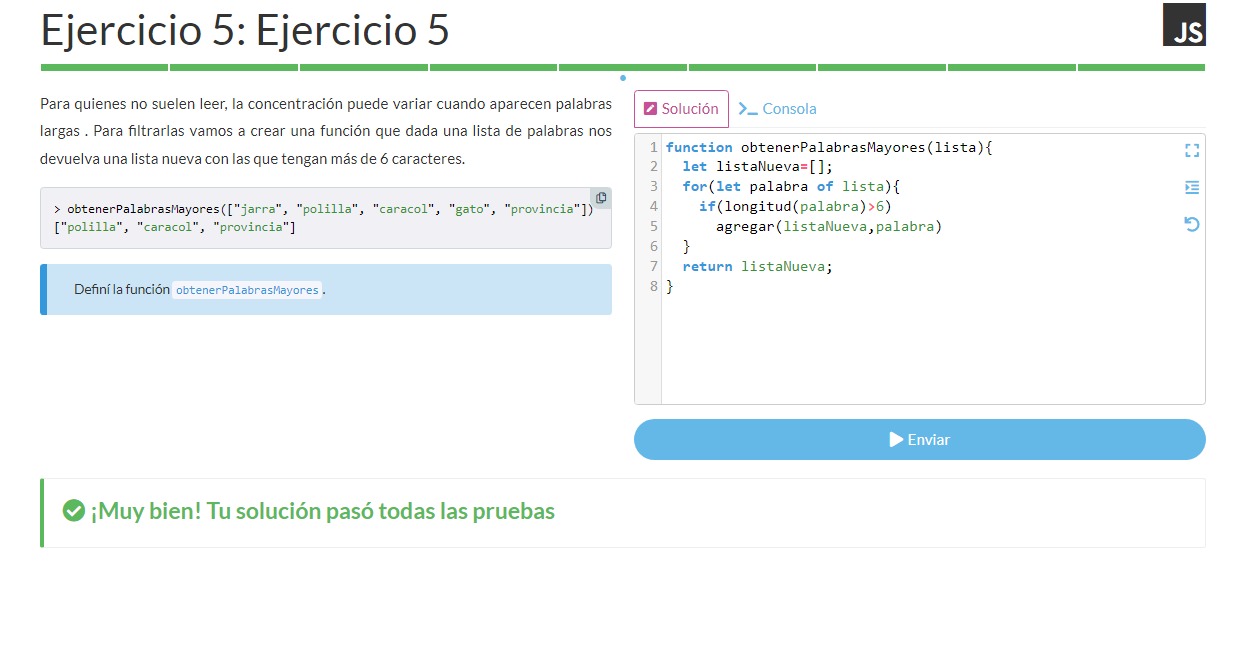 Ejercicio 5: Ejercicio 5
JS
Para quienes no suelen leer, la concentración puede variar cuando aparecen palabras
largas . Para filtrarlas vamos a crear una función que dada una lista de palabras nos
devuelva una lista nueva con las que tengan más de 6 caracteres.
> obtenerPalabrasMayores(["jarra", "polilla", "caracol", "gato", "provincia"])
["polilla", "caracol", "provincia"]
Definí la función obtenerPalabrasMayores.
Solución
Consola
1 function obtenerPalabrasMayores(lista){
2 let listaNueva=[];
3 for(let palabra of lista){
4 if(longitud(palabra)>6)
5 agregar(listaNueva,palabra)
6 }
7 return listaNueva;
8 }
Enviar
¡Muy bien! Tu solución pasó todas las pruebas